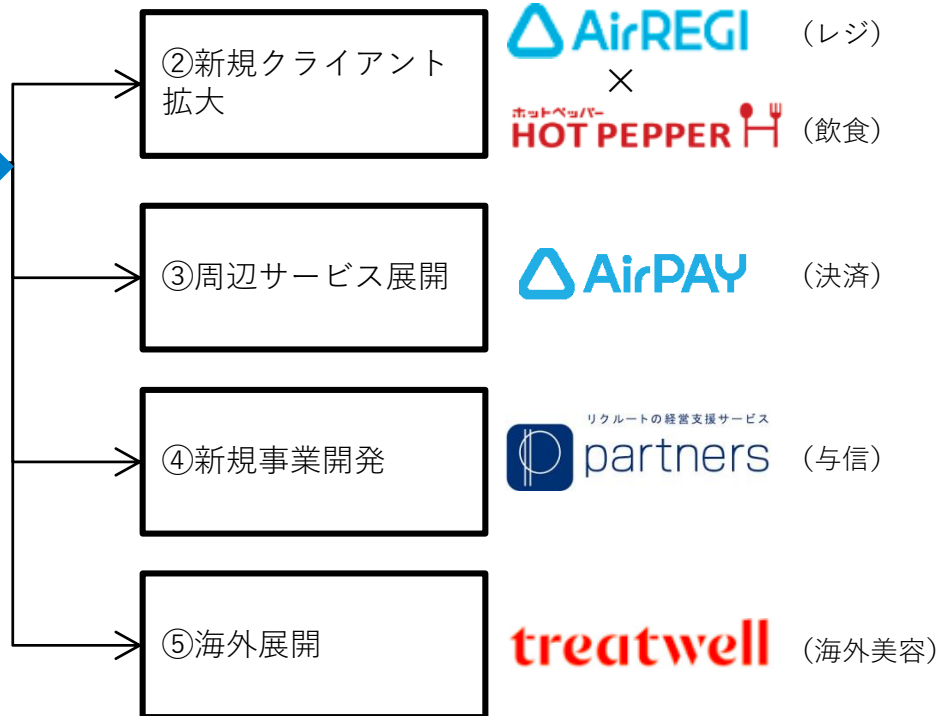 ②新規クライアント
拡大
AirREGI (レジ)
×
ホットペッパー
HOT PEPPER (飲食)
③周辺サービス展開
AirPAY (決済)
④新規事業開発
リクルートの経営支援サービス
partners (与信)
⑤海外展開
treatwell (海外美容)